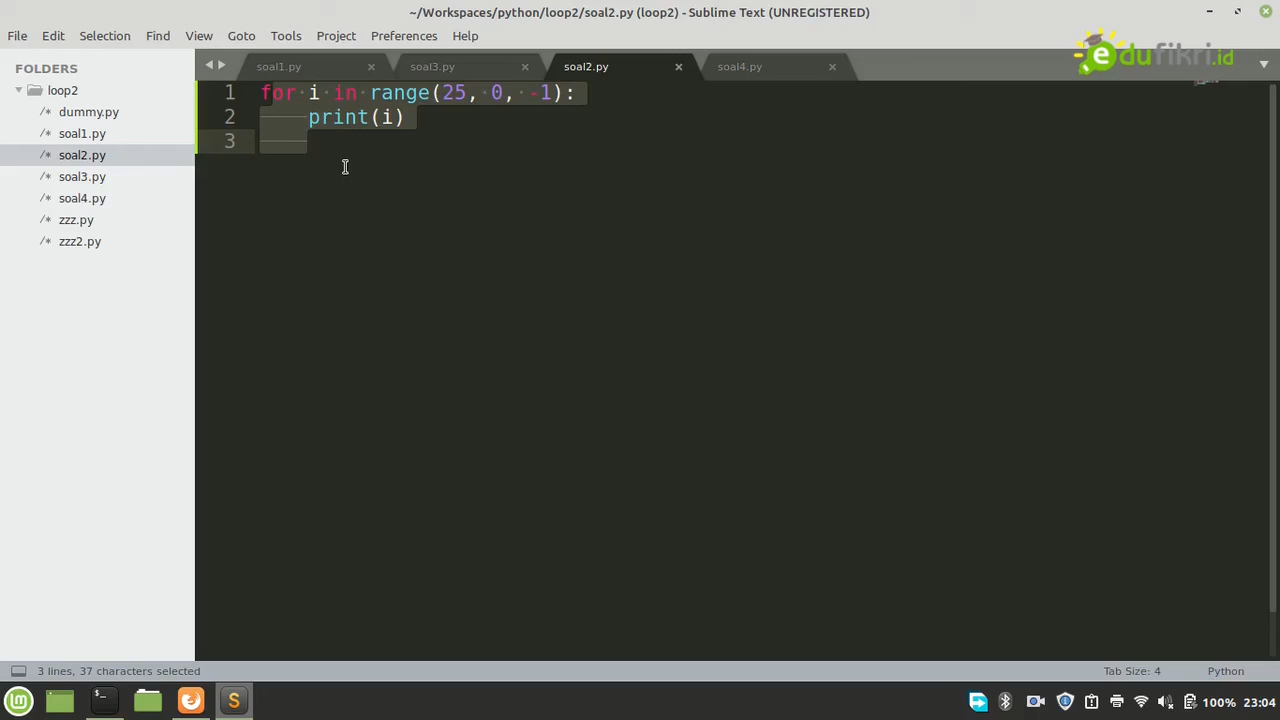 ~/Workspaces/python/loop2/soal2.py (loop2) - Sublime Text (UNREGISTERED)
File Edit Selection Find View Goto Tools Project Preferences Help
edufikri.id
FOLDERS
loop2
/* dummy.py
/* soal1.py
/* soal2.py
/* soal3.py
/* soal4.py
/* zzz.py
/* zzz2.py
soal1.py × soal3.py × soal2.py × soal4.py ×
1 for i in range(25, 0, -1):
2 print(i)
3
3 lines, 37 characters selected
Tab Size: 4 Python
100% 23:04